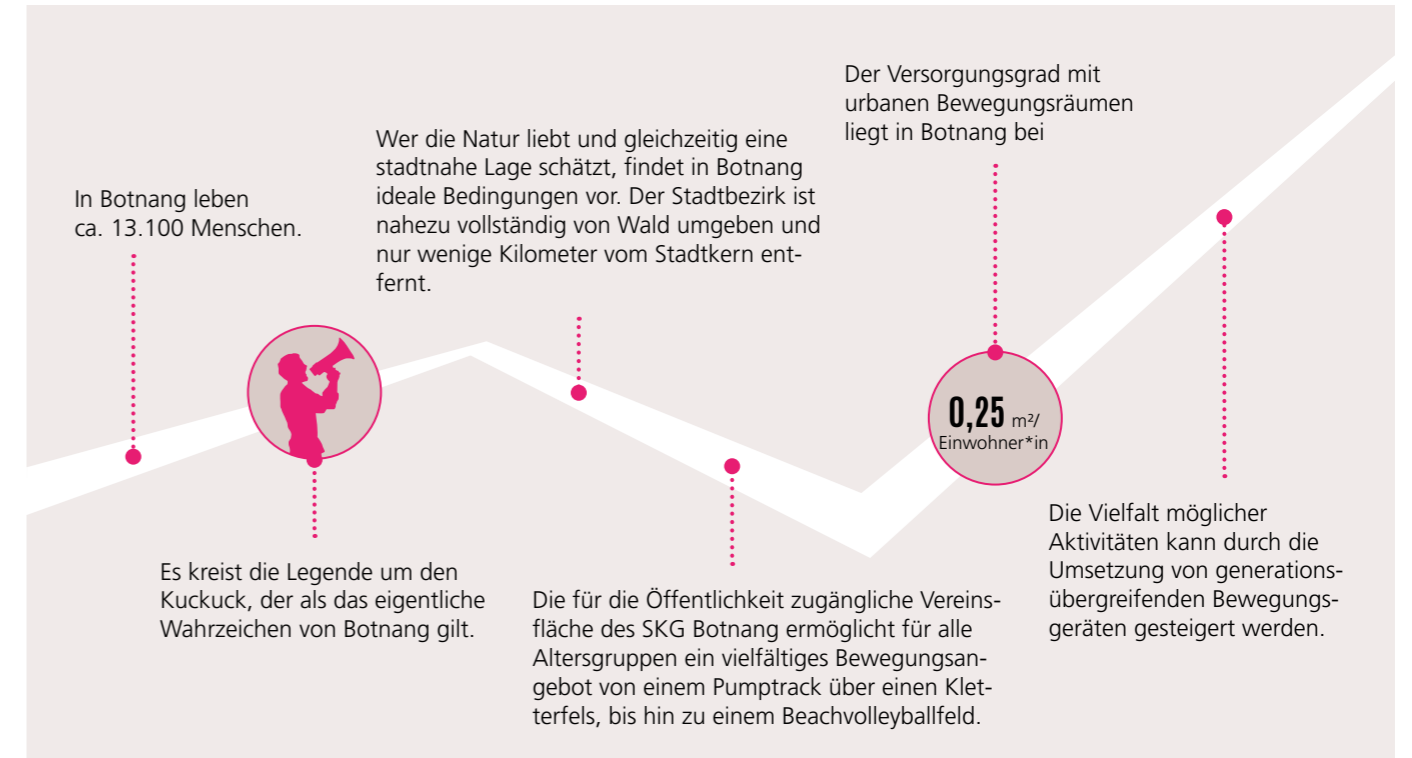 In Botnang leben
ca. 13.100 Menschen.
Es kreist die Legende um den
Kuckuck, der als das eigentliche
Wahrzeichen von Botnang gilt.
Wer die Natur liebt und gleichzeitig eine
stadtnahe Lage schätzt, findet in Botnang
ideale Bedingungen vor. Der Stadtbezirk ist
nahezu vollständig von Wald umgeben und
nur wenige Kilometer vom Stadtkern ent-
fernt.
Die für die Öffentlichkeit zugängliche Vereins-
fläche des SKG Botnang ermöglicht für alle
Altersgruppen ein vielfältiges Bewegungsan-
gebot von einem Pumptrack über einen Klet-
terfels, bis hin zu einem Beachvolleyballfeld.
Der Versorgungsgrad mit
urbanen Bewegungsräumen
liegt in Botnang bei
0,25 m²/
Einwohner*in
Die Vielfalt möglicher
Aktivitäten kann durch die
Umsetzung von generations-
übergreifenden Bewegungs-
geräten gesteigert werden.